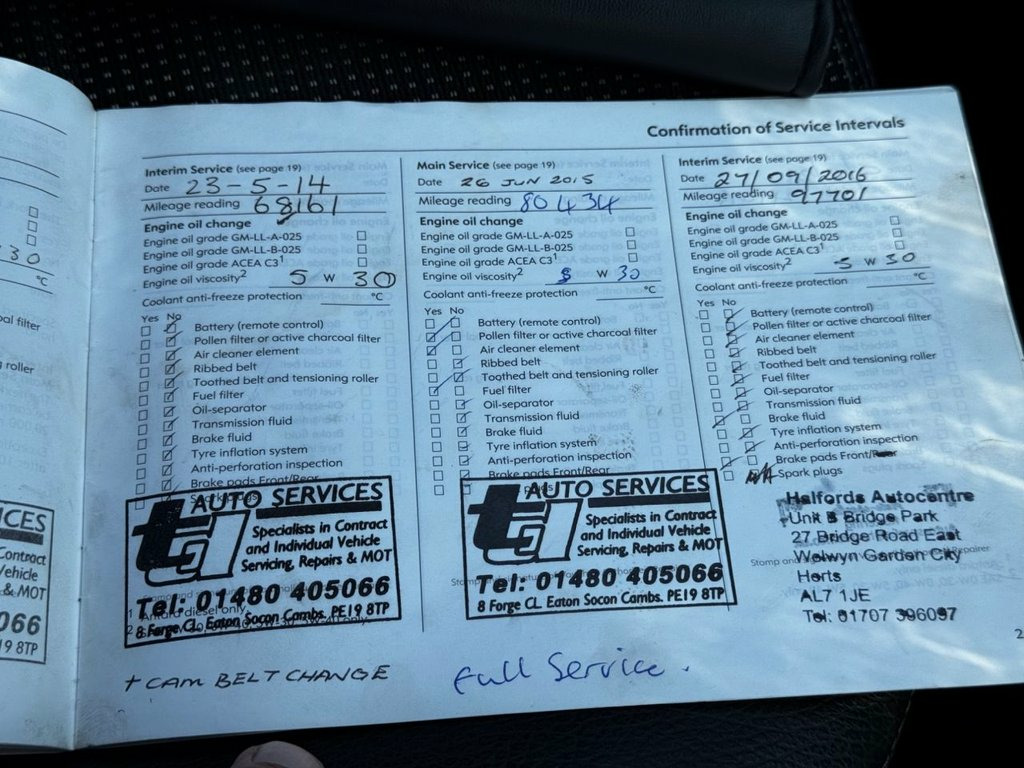 30
°C
ICES
Contract
Vehicle
& MOT
066
9 8TP
Confirmation of Service Intervals
Interim Service (see page 19)
Date 23-5-14
Mileage reading 68161
Engine oil change
Engine oil grade GM-LL-A-025
Engine oil grade GM-LL-B-025
Engine oil grade ACEA C3¹
Engine oil viscosity² 5 W 30
Coolant anti-freeze protection °C
Yes No
Battery (remote control)
Pollen filter or active charcoal filter
Air cleaner element
Ribbed belt
Toothed belt and tensioning roller
Fuel filter
Oil-separator
Transmission fluid
Brake fluid
Tyre inflation system
Anti-perforation inspection
Brake pads Front/Rear
AUTO SERVICES
Specialists in Contract
and Individual Vehicle
Servicing, Repairs & MOT
Tel: 01480 405066
8 Forge CL. Eaton Socon Cambs. PE19 8TP
+ CAM BELT CHANGE
Main Service (see page 19)
Date 26 JUN 2015
Mileage reading 80434
Engine oil change
Engine oil grade GM-LL-A-025
Engine oil grade GM-LL-B-025
Engine oil grade ACEA C3¹
Engine oil viscosity² 5 W 30
Coolant anti-freeze protection °C
Yes No
Battery (remote control)
Pollen filter or active charcoal filter
Air cleaner element
Ribbed belt
Toothed belt and tensioning roller
Fuel filter
Oil-separator
Transmission fluid
Brake fluid
Tyre inflation system
Anti-perforation inspection
Brake pads Front/Rear
AUTO SERVICES
Specialists in Contract
and Individual Vehicle
Servicing, Repairs & MOT
Tel: 01480 405066
8 Forge CL. Eaton Socon Cambs. PE19 8TP
Full Service.
Interim Service (see page 19)
Date 27/09/2016
Mileage reading 97701
Engine oil change
Engine oil grade GM-LL-A-025
Engine oil grade GM-LL-B-025
Engine oil grade ACEA C3¹
Engine oil viscosity² 5 W 30
Coolant anti-freeze protection °C
Yes No
Battery (remote control)
Pollen filter or active charcoal filter
Air cleaner element
Ribbed belt
Toothed belt and tensioning roller
Fuel filter
Oil-separator
Transmission fluid
Brake fluid
Tyre inflation system
Anti-perforation inspection
Brake pads Front/Rear
Spark plugs
Halfords Autocentre
Unit 5 Bridge Park
27 Bridge Road East
Welwyn Garden City
Herts
AL7 1JE
Tel: 01707 396097